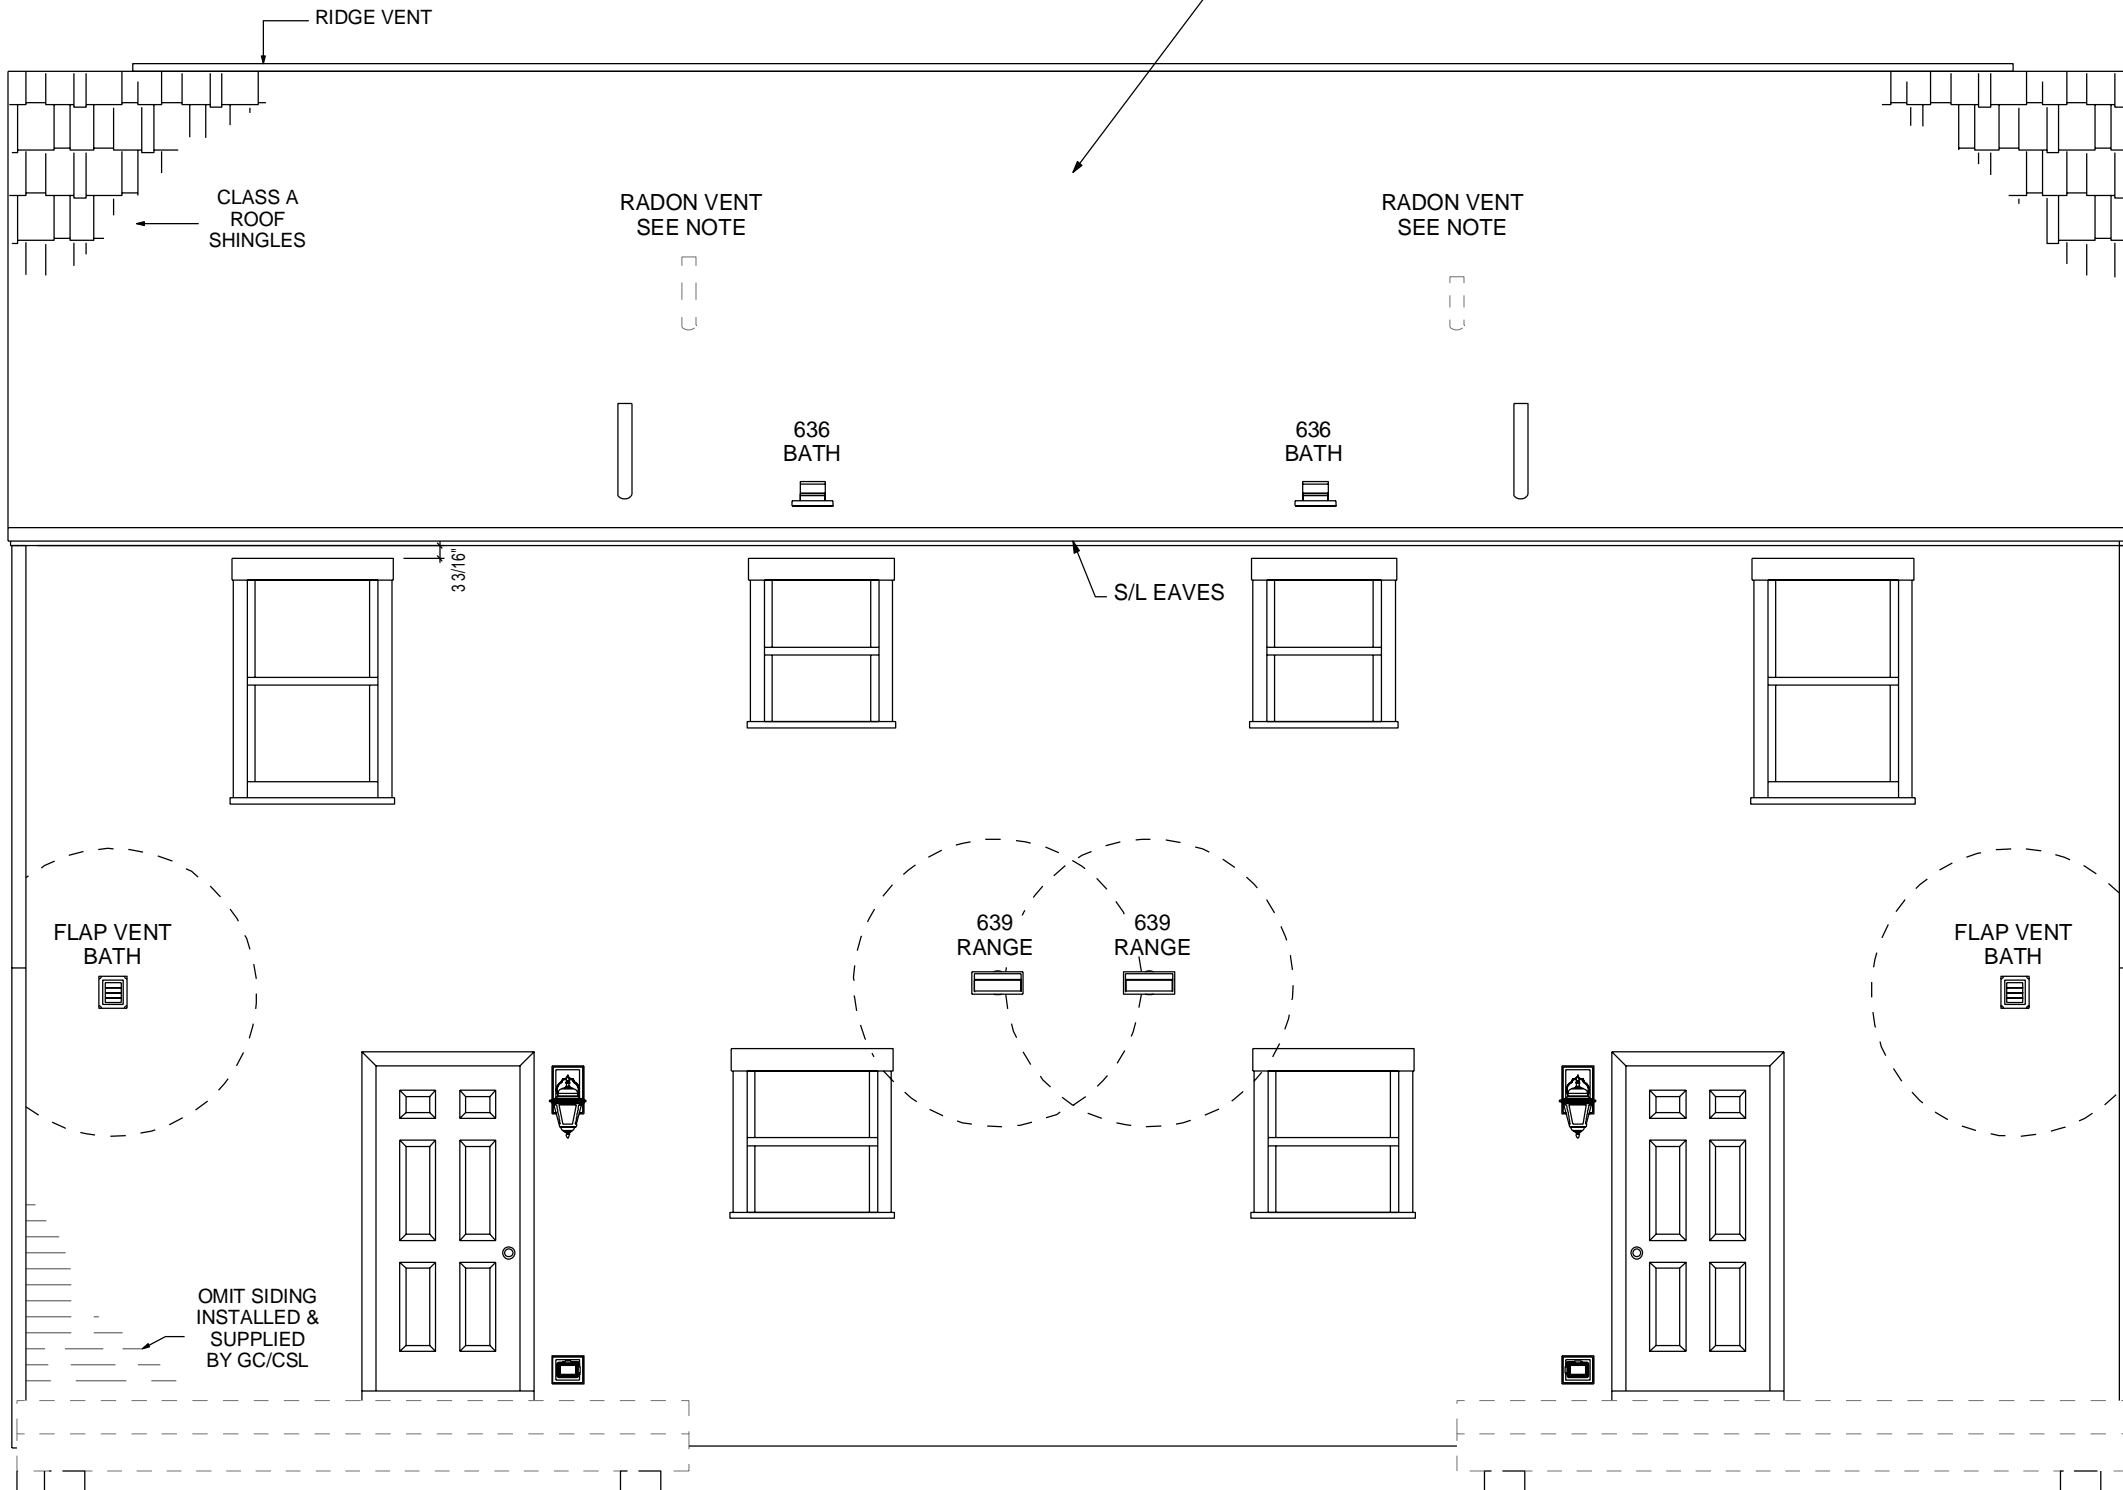 RIDGE VENT
CLASS A
ROOF
SHINGLES
RADON VENT
SEE NOTE
RADON VENT
SEE NOTE
636
BATH
636
BATH
3 3/16"
S/L EAVES
FLAP VENT
BATH
639
RANGE
639
RANGE
FLAP VENT
BATH
OMIT SIDING
INSTALLED &
SUPPLIED
BY GC/CSL